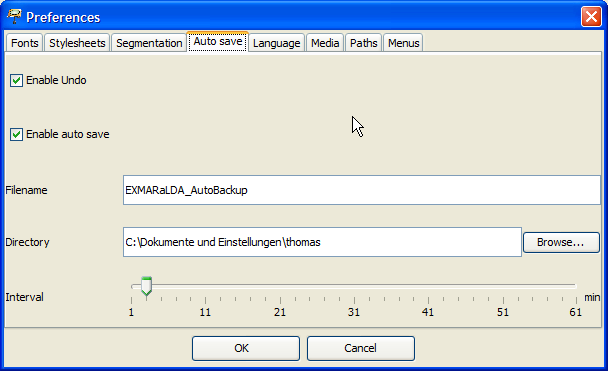 Preferences
Fonts Stylesheets Segmentation Auto save Language Media Paths Menus
Enable Undo
Enable auto save
Filename EXMARaLDA_AutoBackup
Directory C:\Dokumente und Einstellungen\thomas Browse...
Interval min
1 11 21 31 41 51 61
OK Cancel